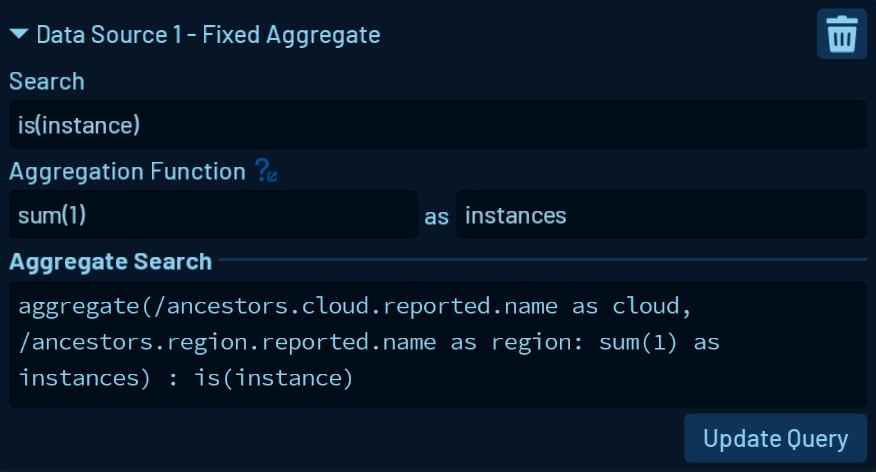 Data Source 1 - Fixed Aggregate
Search
is(instance)
Aggregation Function ?
sum(1) as instances
Aggregate Search
aggregate(/ancestors.cloud.reported.name as cloud,
/ancestors.region.reported.name as region: sum(1) as
instances) : is(instance)
Update Query